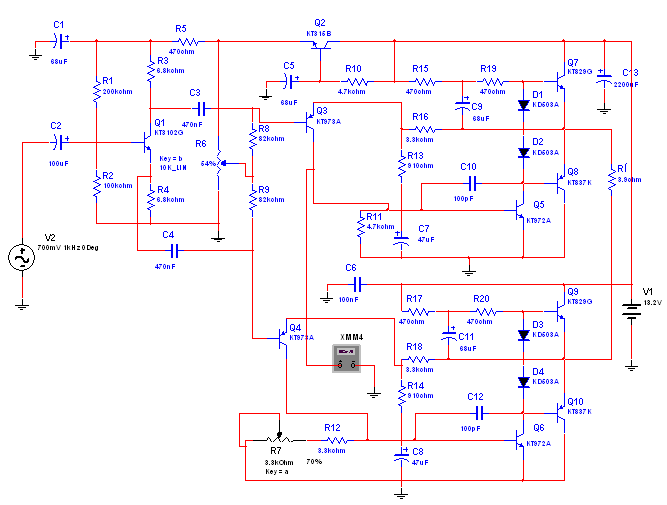 C1
68uF
R5
470ohm
Q2
KT815B
R3
6.8kohm
R1
200kohm
C3
470nF
C5
68uF
R10
4.7kohm
R15
470ohm
R19
470ohm
Q7
KT829G
C13
2200uF
D1
KD503A
C9
68uF
Q3
KT973A
R16
3.3kohm
C2
100uF
Q1
KT3102G
Key = b
10K_LIN
R6
54%
R8
82kohm
D2
KD503A
R13
910ohm
C10
100pF
Q8
KT837K
Rl
3.9ohm
R2
100kohm
R4
6.8kohm
R9
82kohm
Q5
KT972A
R11
4.7kohm
C7
47uF
V2
700mV 1kHz 0Deg
C4
470nF
C6
100nF
V1
13.2V
R17
470ohm
R20
470ohm
Q9
KT829G
D3
KD503A
C11
68uF
Q4
KT973A
XMM4
R18
3.3kohm
D4
KD503A
R14
910ohm
C12
100pF
Q10
KT837K
Q6
KT972A
R12
3.3kohm
R7
3.3kOhm
70%
Key = a
C8
47uF